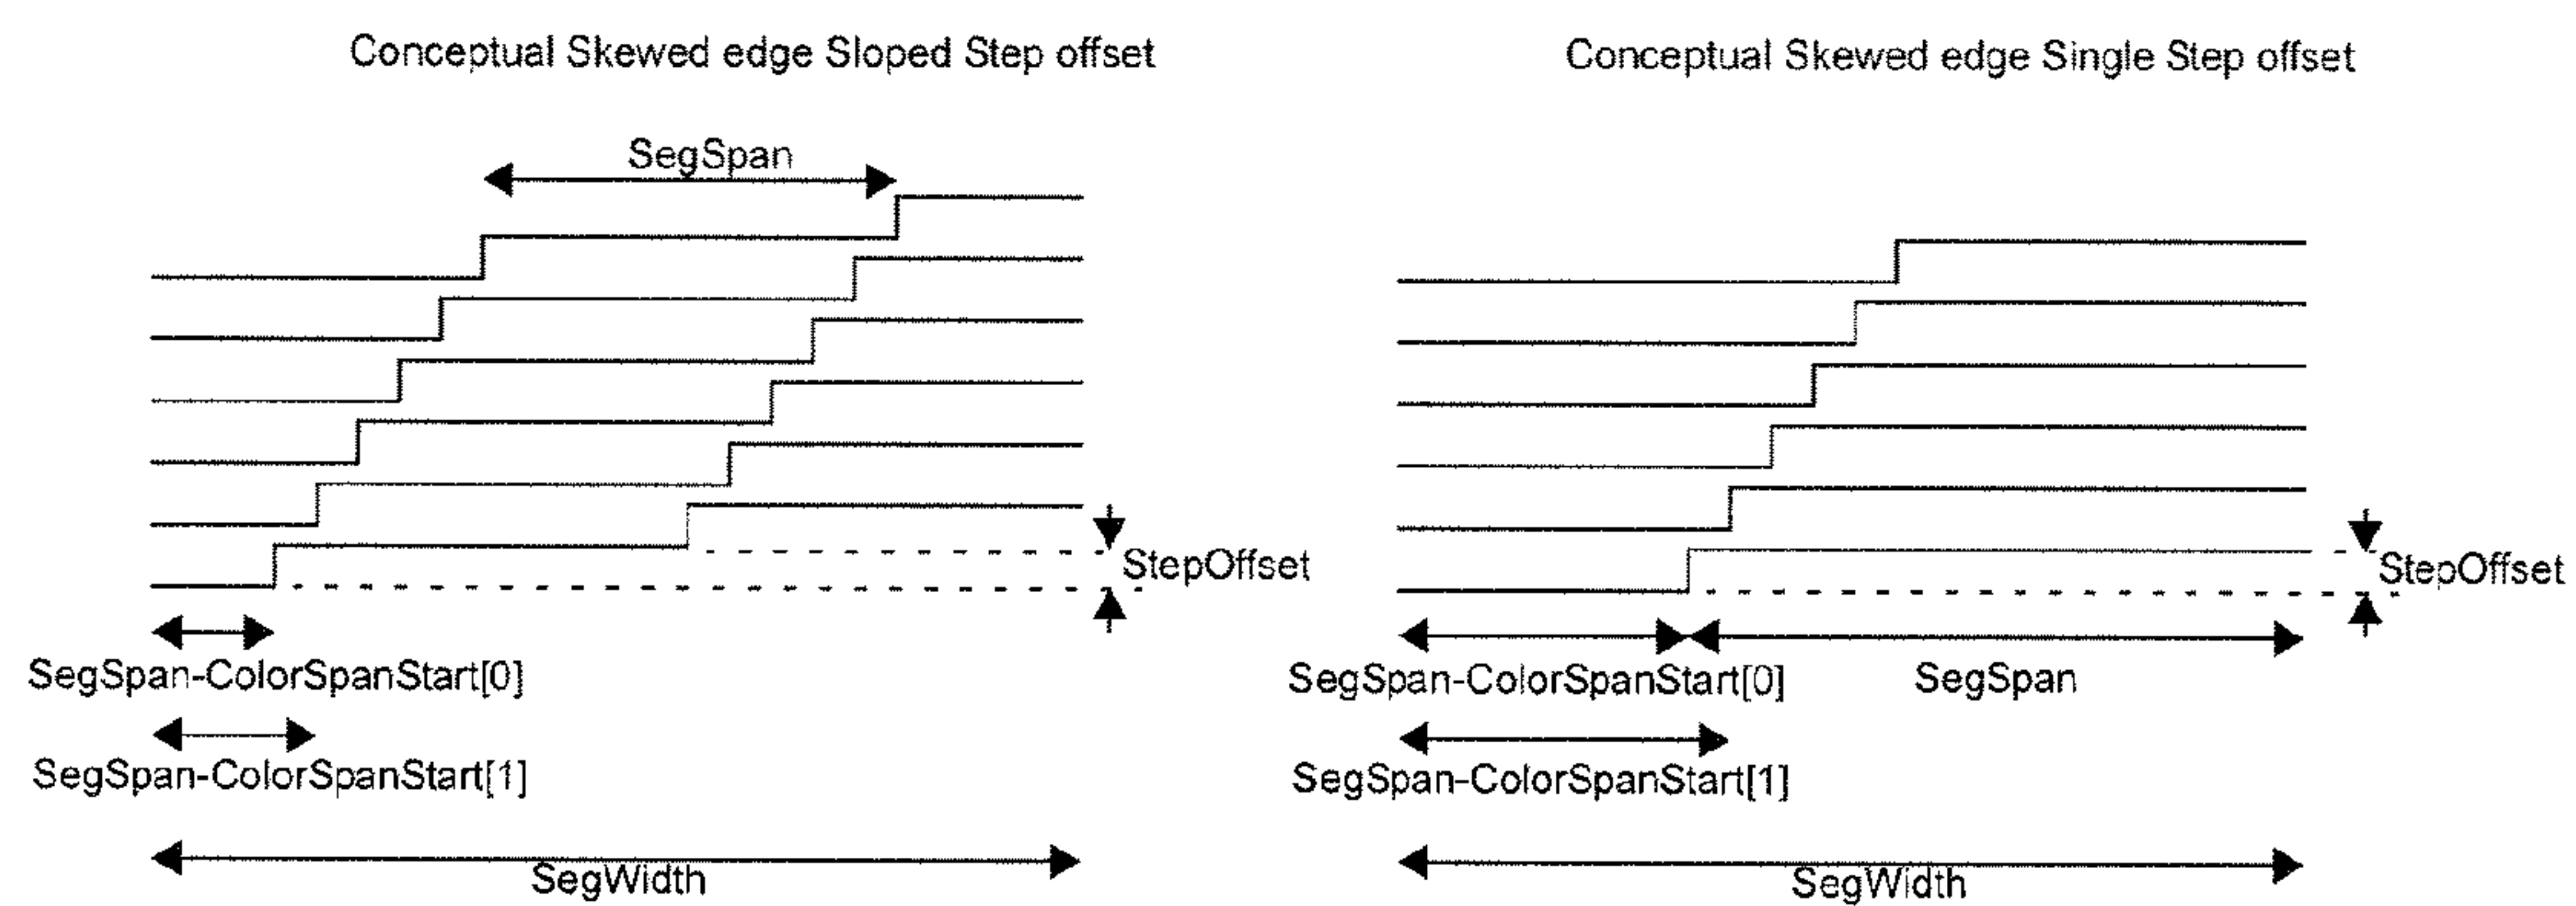 Conceptual Skewed edge Sloped Step offset
SegSpan
StepOffset
SegSpan-ColorSpanStart[0]
SegSpan-ColorSpanStart[1]
SegWidth
Conceptual Skewed edge Single Step offset
StepOffset
SegSpan-ColorSpanStart[0]
SegSpan
SegSpan-ColorSpanStart[1]
SegWidth